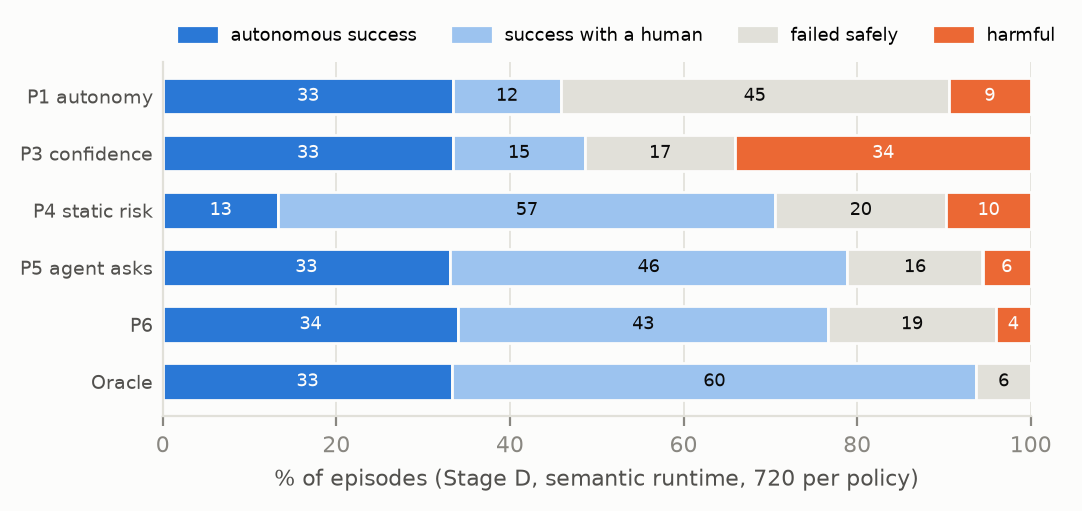 autonomous success success with a human failed safely harmful
P1 autonomy 33 12 45 9
P3 confidence 33 15 17 34
P4 static risk 13 57 20 10
P5 agent asks 33 46 16 6
P6 34 43 19 4
Oracle 33 60 6
0 20 40 60 80 100
% of episodes (Stage D, semantic runtime, 720 per policy)